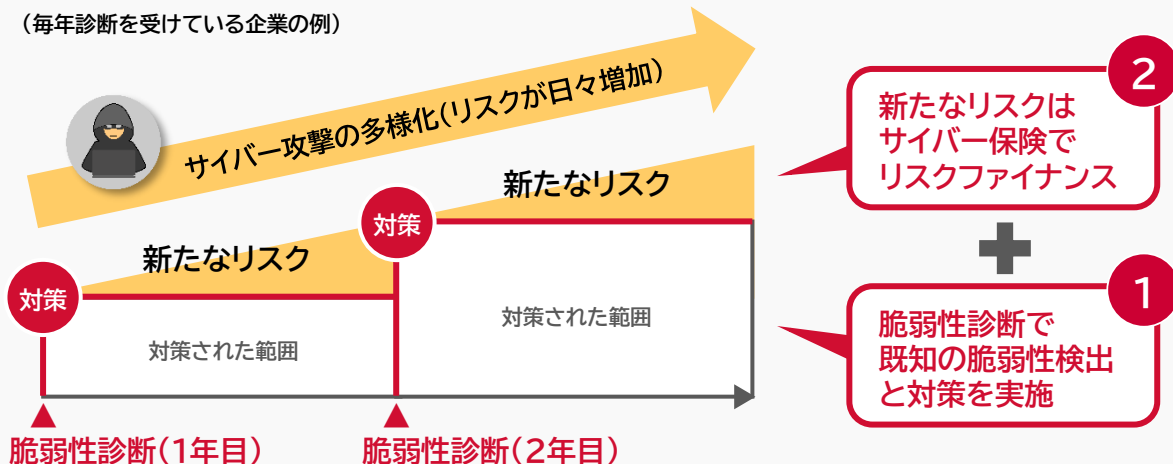 （毎年診断を受けている企業の例）
サイバー攻撃の多様化（リスクが日々増加）
2
新たなリスクは
サイバー保険で
リスクファイナンス
新たなリスク
対策
新たなリスク
対策
対策された範囲
対策された範囲
1
脆弱性診断で
既知の脆弱性検出
と対策を実施
脆弱性診断（1年目）
脆弱性診断（2年目）